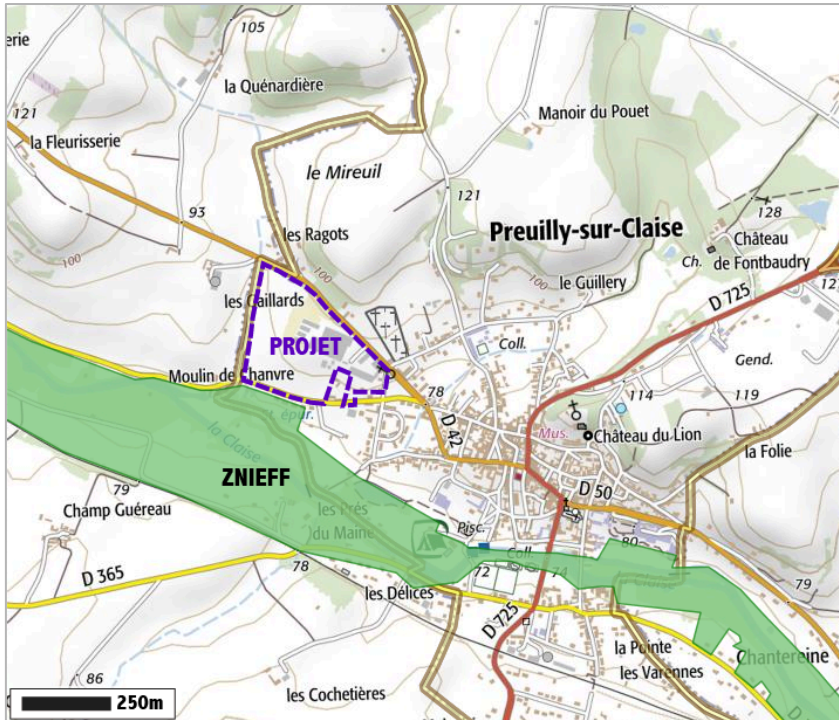 105
erie
la Quénardière
121
la Fleurisserie
Manoir du Pouet
le Mireuil
121
93
Preuilly-sur-Claise
128
Château
de Fontbaudry
Ch.
les Ragots
100
100
100
le Guillery
D 725
les Gaillards
PROJET
Coll.
Gend.
Moulin de Chanvre
78
114
119
épur.
D 42
Mus.
Château du Lion
la Claise
la Folie
ZNIEFF
79
Champ Guéreau
les Prés
du Maine
D 50
Pisc.
80
Coll.
D 365
78
72
74
Claise
79
les Délices
D 725
la Pointe
les Varennes
Chantereine
86
les Cochetières
250m